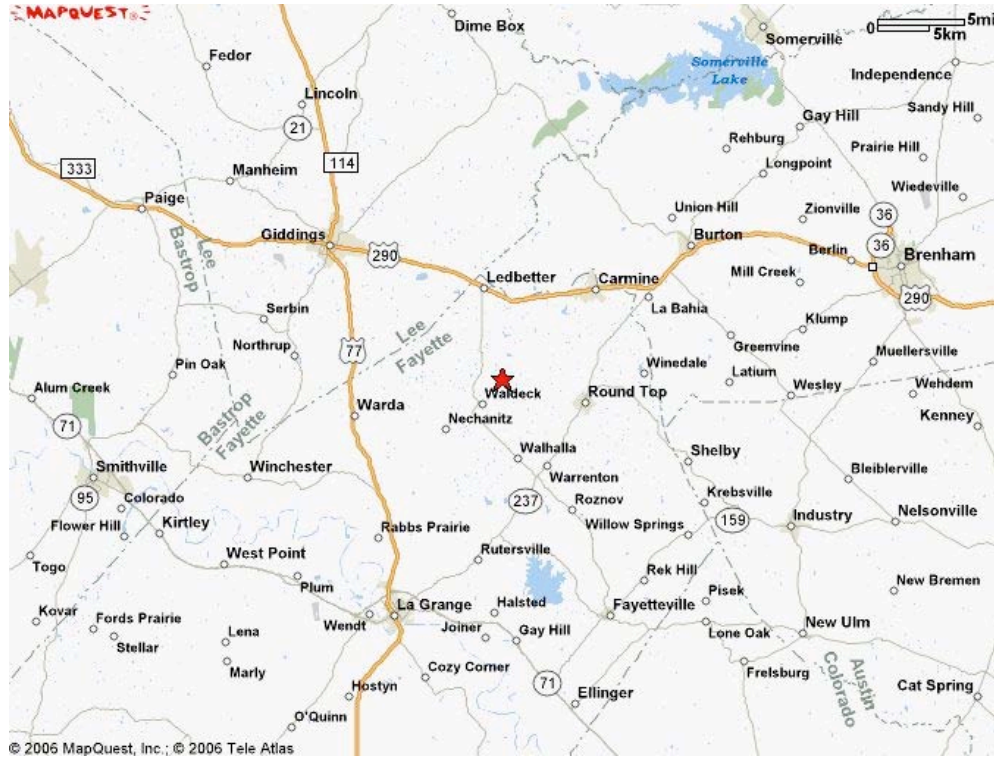 MAPQUEST
Dime Box
0 5mi
5km
Somerville
Fedor
Somerville
Lake
Independence
Lincoln
Sandy Hill
Gay Hill
21
Rehburg
Prairie Hill
114
Longpoint
333
Manheim
Wiedeville
Paige
Union Hill
Zionville
36
Lee
Bastrop
Giddings
Burton
36
Berlin
Brenham
290
Ledbetter
Carmine
Mill Creek
290
La Bahia
Serbin
Klump
Lee
Fayette
Northrup
77
Greenvine
Muellersville
Pin Oak
Winedale
Latium
Alum Creek
Waldeck
Round Top
Wesley
Wehdem
Warda
Nechanitz
Kenney
71
Bastrop
Fayette
Walhalla
Shelby
Smithville
Winchester
Warrenton
Bleiblerville
95
Colorado
237
Roznov
Krebsville
Flower Hill
Kirtley
Rabbs Prairie
Willow Springs
159
Industry
Nelsonville
West Point
Rutersville
Togo
Plum
Rek Hill
New Bremen
Kovar
La Grange
Halsted
Fayetteville
Pisek
Fords Prairie
Wendt
Lena
Joiner
Gay Hill
Lone Oak
New Ulm
Stellar
Marly
Cozy Corner
Frelsburg
Austin
Colorado
71
Hostyn
Ellinger
Cat Spring
O'Quinn
© 2006 MapQuest, Inc.; © 2006 Tele Atlas